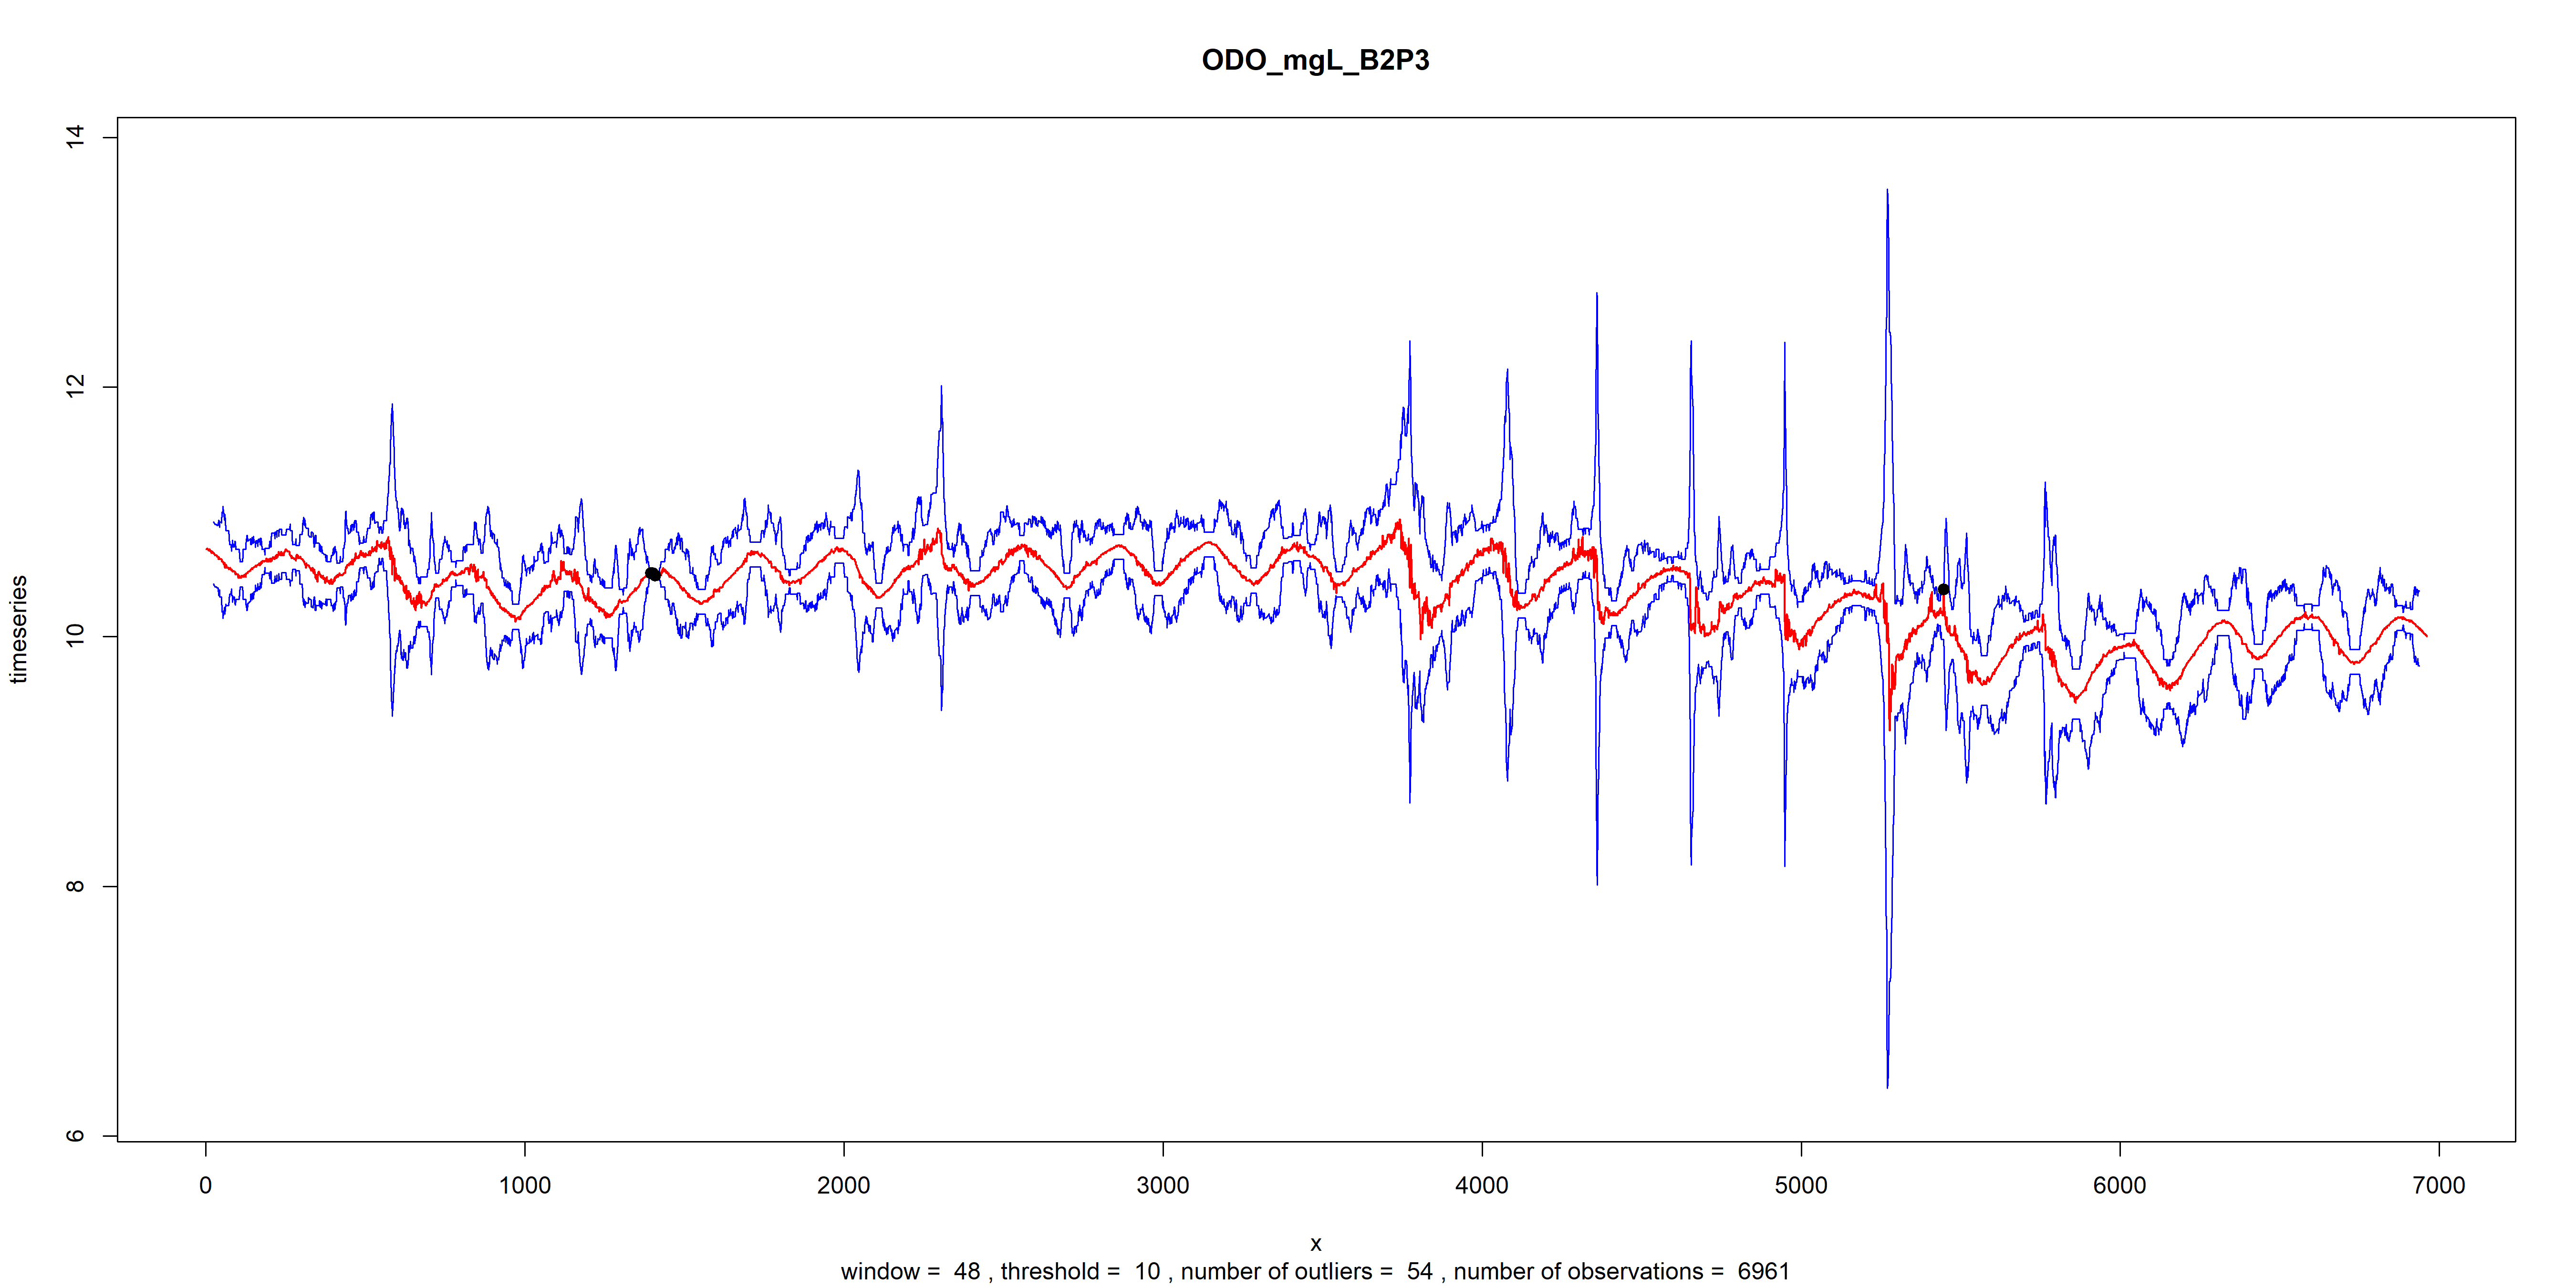 ODO_mgL_B2P3
14
12
10
8
6
timeseries
0 1000 2000 3000 4000 5000 6000 7000
x
window =  48 , threshold =  10 , number of outliers =  54 , number of observations =  6961